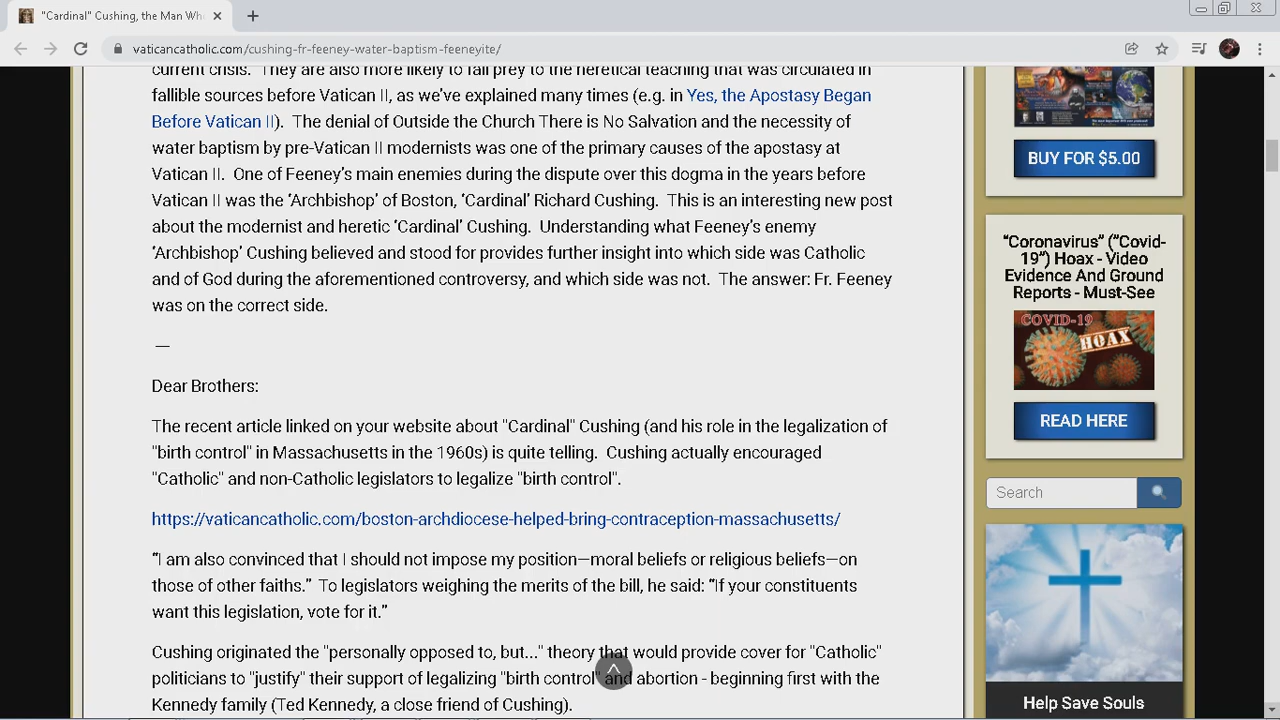 "Cardinal" Cushing, the Man Wh
vaticancatholic.com/cushing-fr-feeney-water-baptism-feeneyite/
current crisis. They are also more likely to fall prey to the heretical teaching that was circulated in
fallible sources before Vatican II, as we've explained many times (e.g. in Yes, the Apostasy Began
Before Vatican II). The denial of Outside the Church There is No Salvation and the necessity of
water baptism by pre-Vatican II modernists was one of the primary causes of the apostasy at
Vatican II. One of Feeney's main enemies during the dispute over this dogma in the years before
Vatican II was the ‘Archbishop’ of Boston, ‘Cardinal’ Richard Cushing. This is an interesting new post
about the modernist and heretic ‘Cardinal’ Cushing. Understanding what Feeney's enemy
‘Archbishop’ Cushing believed and stood for provides further insight into which side was Catholic
and of God during the aforementioned controversy, and which side was not. The answer: Fr. Feeney
was on the correct side.
—
Dear Brothers:
The recent article linked on your website about "Cardinal" Cushing (and his role in the legalization of
"birth control" in Massachusetts in the 1960s) is quite telling. Cushing actually encouraged
"Catholic" and non-Catholic legislators to legalize "birth control".
https://vaticancatholic.com/boston-archdiocese-helped-bring-contraception-massachusetts/
“I am also convinced that I should not impose my position—moral beliefs or religious beliefs—on
those of other faiths.” To legislators weighing the merits of the bill, he said: “If your constituents
want this legislation, vote for it.”
Cushing originated the "personally opposed to, but..." theory that would provide cover for "Catholic"
politicians to "justify" their support of legalizing "birth control" and abortion - beginning first with the
Kennedy family (Ted Kennedy, a close friend of Cushing).
BUY FOR $5.00
“Coronavirus” (“Covid-
19”) Hoax - Video
Evidence And Ground
Reports - Must-See
COVID-19
HOAX
READ HERE
Search
Help Save Souls